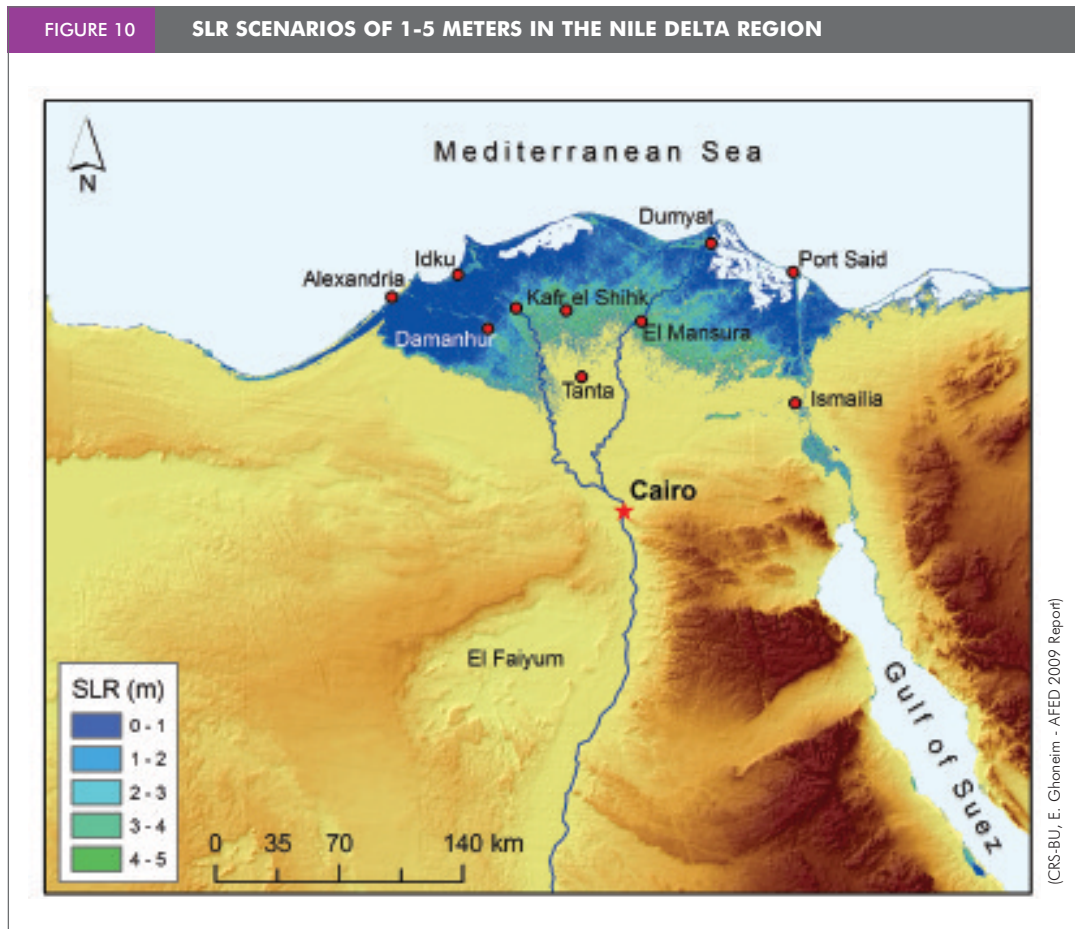 FIGURE 10 SLR SCENARIOS OF 1-5 METERS IN THE NILE DELTA REGION
N
Mediterranean Sea
Dumyat
Idku
Port Said
Alexandria
Kafr el Shihk
Damanhur
El Mansura
Tanta
Ismailia
Cairo
El Faiyum
Gulf of Suez
SLR (m)
0 - 1
1 - 2
2 - 3
3 - 4
4 - 5
0 35 70 140 km
(CRS-BU, E. Ghoneim - AFED 2009 Report)